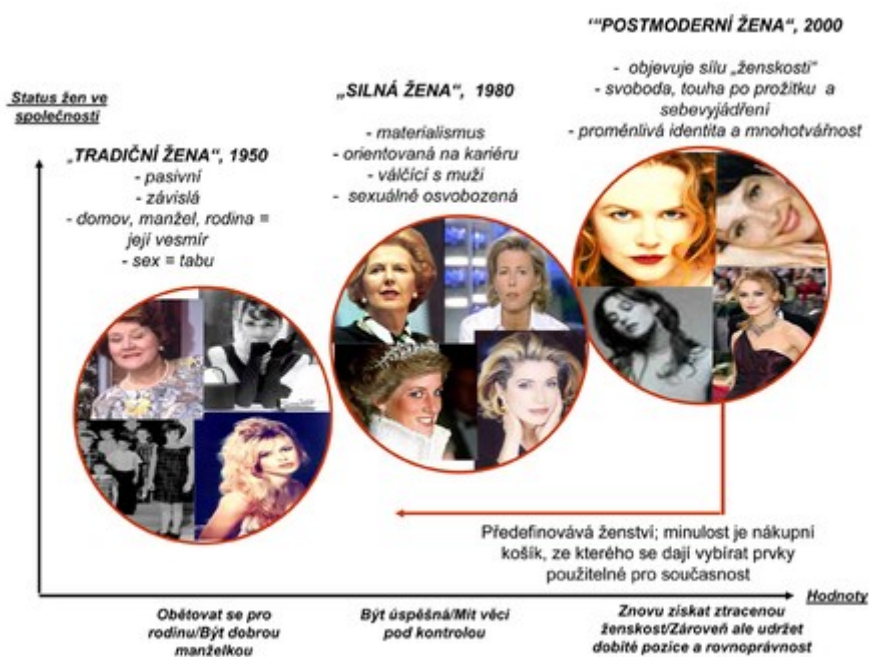 '"POSTMODERNÍ ŽENA", 2000
- objevuje sílu „ženskosti"
- svoboda, touha po prožitku a
sebevyjádření
- proměnlivá identita a mnohotvářnost
„SILNÁ ŽENA", 1980
- materialismus
- orientovaná na kariéru
- válčící s muži
- sexuálně osvobozená
Status žen ve
společnosti
„TRADIČNÍ ŽENA", 1950
- pasivní
- závislá
- domov, manžel, rodina =
její vesmír
- sex = tabu
Předefinovává ženství; minulost je nákupní
košík, ze kterého se dají vybírat prvky
použitelné pro současnost
Hodnoty
Obětovat se pro
rodinu/Být dobrou
manželkou
Být úspěšná/Mít věci
pod kontrolou
Znovu získat ztracenou
ženskost/Zároveň ale udržet
dobité pozice a rovnoprávnost